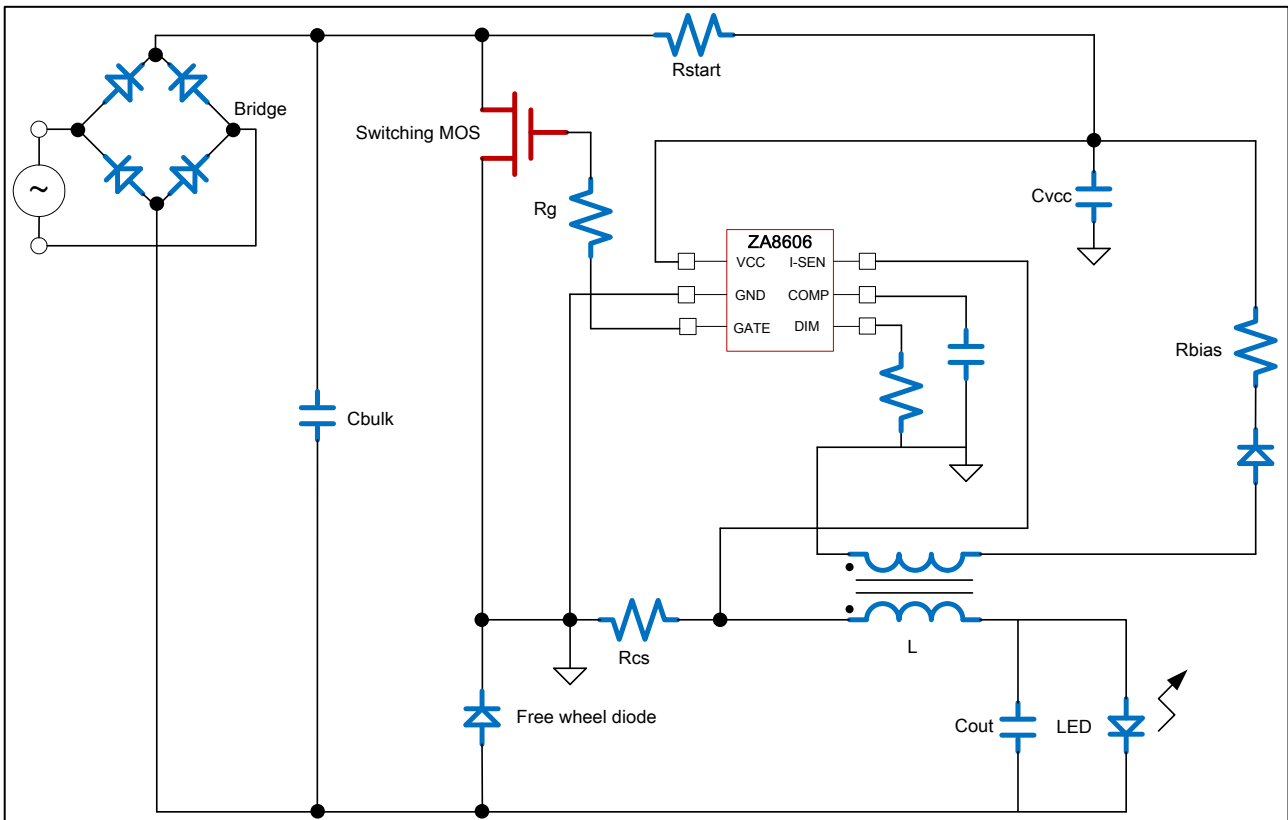 Rstart
Bridge
Switching MOS
Cvcc
Rg
~
ZA8606
VCC
I-SEN
GND
COMP
GATE
DIM
Rbias
Cbulk
Rcs
L
Free wheel diode
Cout
LED